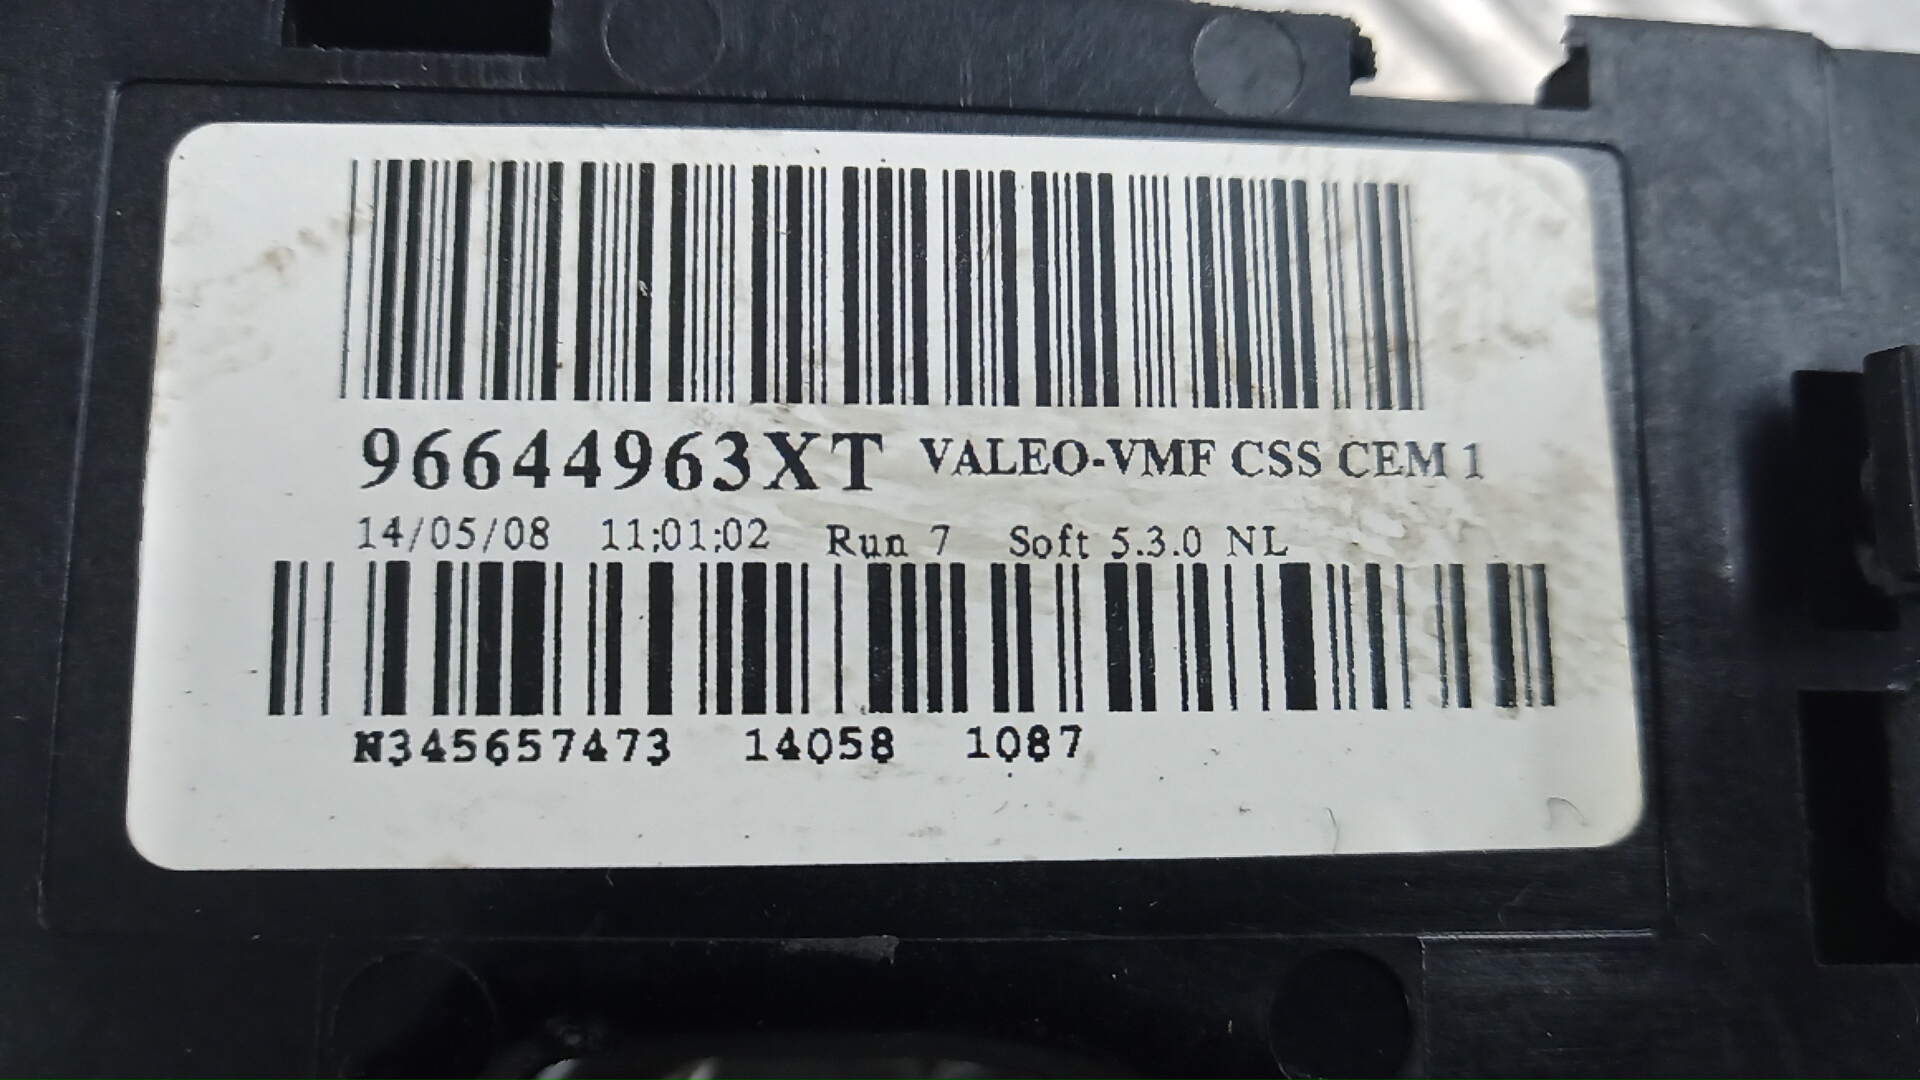 96644963XT VALEO-VMF CSS CEM 1
14/05/08 11;01;02 Run 7 Soft 5.3.0 NL
N345657473 14058 1087